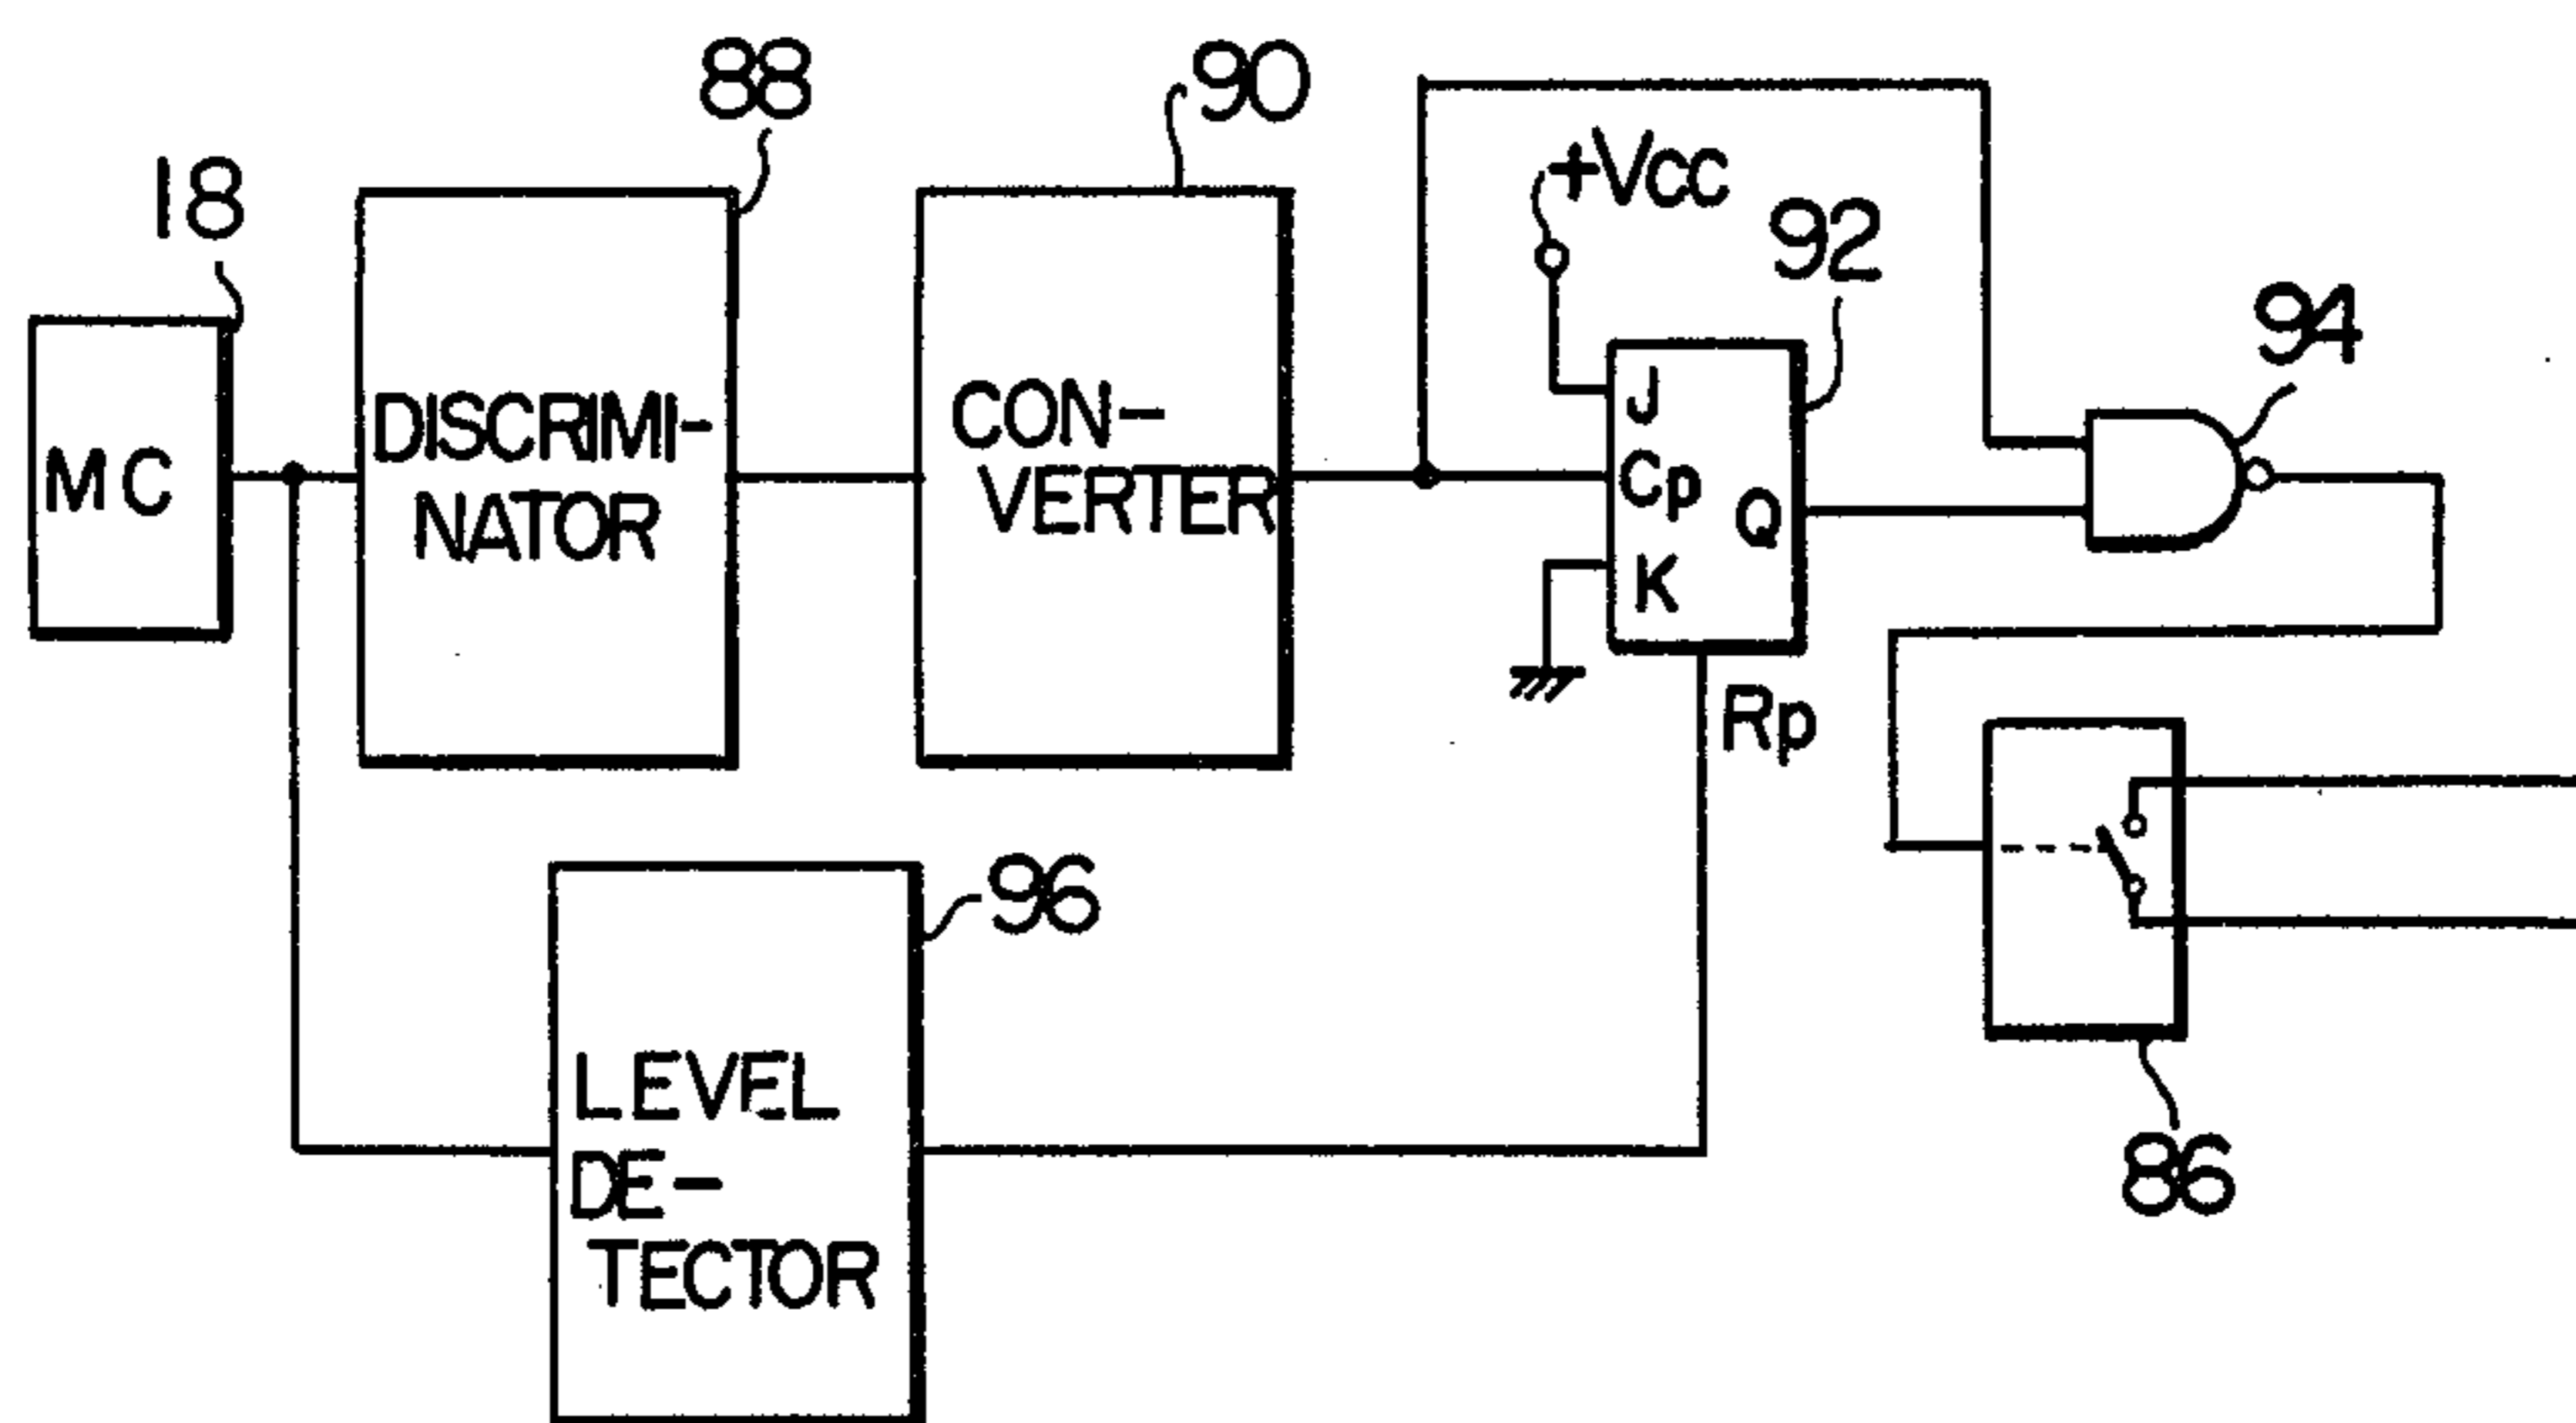 88
90
18
+Vcc
92
94
MC
DISCRIMI-
NATOR
CON-
VERTER
J
Cp
Q
K
Rp
96
LEVEL
DE-
TECTOR
86